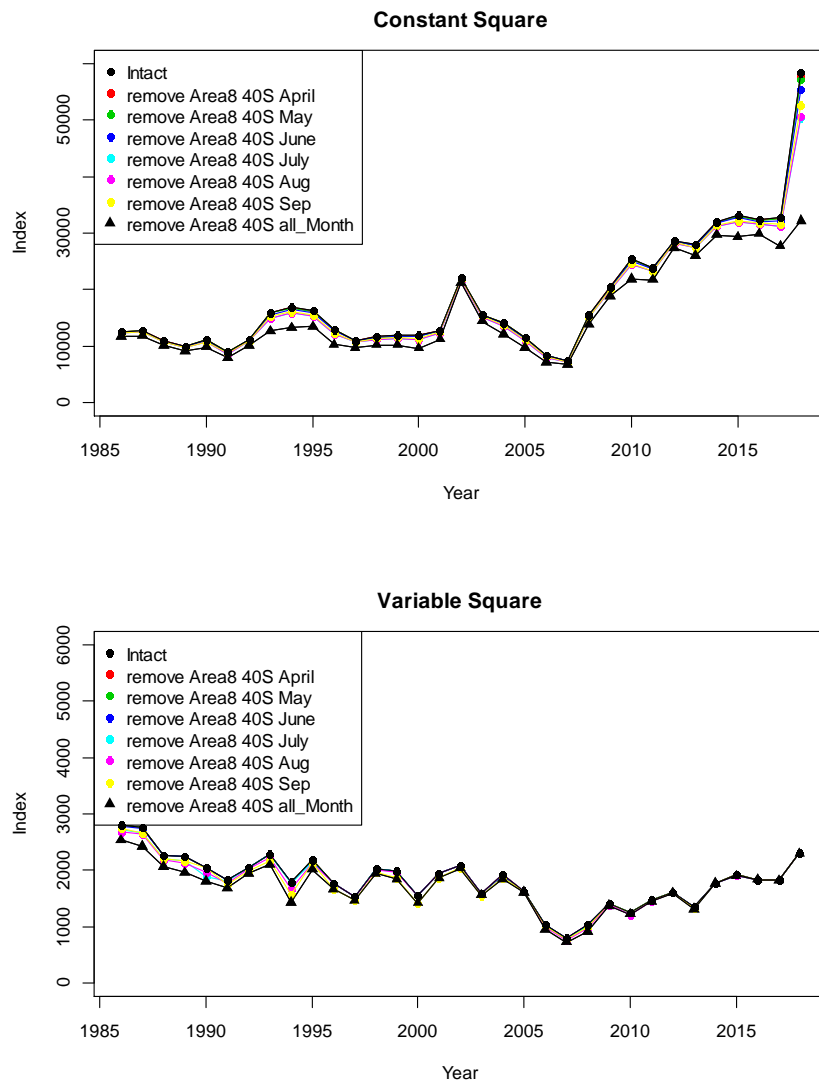 Constant Square
Index
50000
30000
10000
0
Intact
remove Area8 40S April
remove Area8 40S May
remove Area8 40S June
remove Area8 40S July
remove Area8 40S Aug
remove Area8 40S Sep
remove Area8 40S all_Month
1985 1990 1995 2000 2005 2010 2015
Year
Variable Square
Index
6000
5000
4000
3000
2000
1000
0
Intact
remove Area8 40S April
remove Area8 40S May
remove Area8 40S June
remove Area8 40S July
remove Area8 40S Aug
remove Area8 40S Sep
remove Area8 40S all_Month
1985 1990 1995 2000 2005 2010 2015
Year